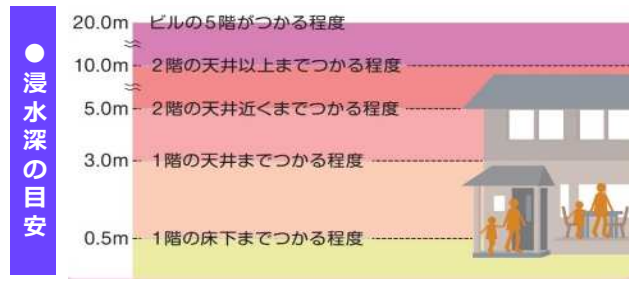 ●浸水深の目安
20.0m ビルの5階がつかる程度
10.0m 2階の天井以上までつかる程度
5.0m 2階の天井近くまでつかる程度
3.0m 1階の天井までつかる程度
0.5m 1階の床下までつかる程度